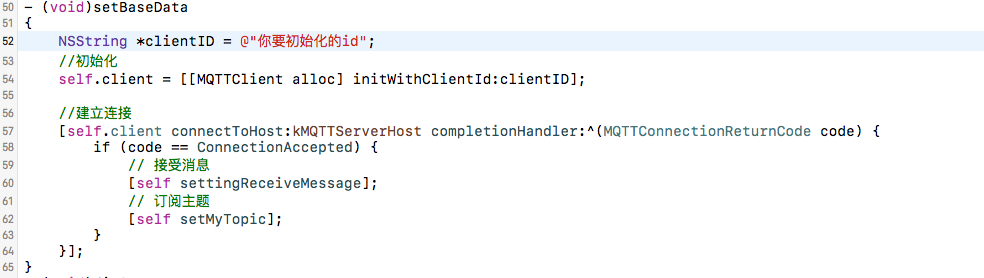 50 - (void)setBaseData
51 {
52     NSString *clientID = @"你要初始化的id";
53     //初始化
54     self.client = [[MQTTClient alloc] initWithClientId:clientID];
55
56     //建立连接
57     [self.client connectToHost:kMQTTServerHost completionHandler:^(MQTTConnectionReturnCode code) {
58         if (code == ConnectionAccepted) {
59             // 接受消息
60             [self settingReceiveMessage];
61             // 订阅主题
62             [self setMyTopic];
63         }
64     }];
65 }